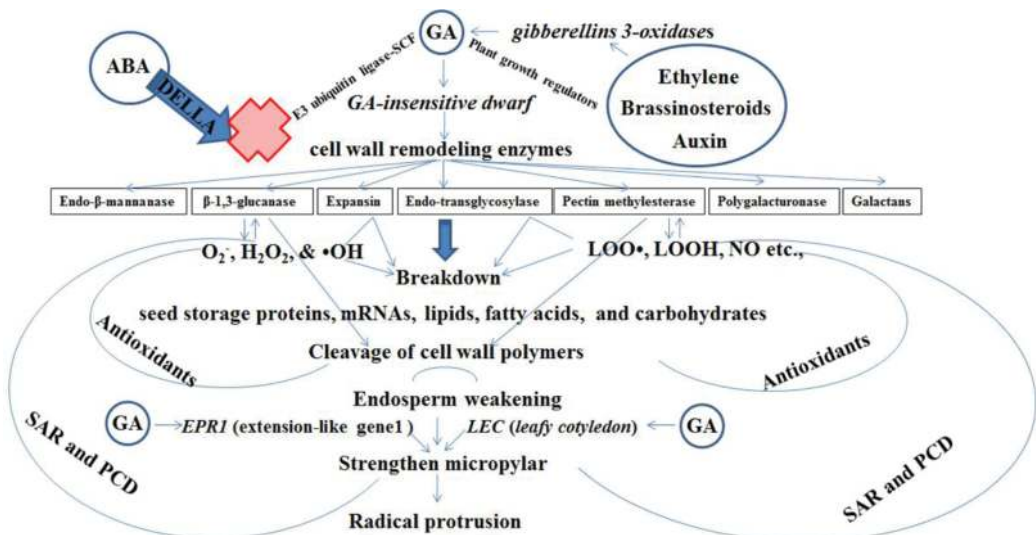 GA
gibberellins 3-oxidases
ABA
DELLA
E3 ubiquitin ligase-SCF
Plant growth regulators
Ethylene
Brassinosteroids
Auxin
GA-insensitive dwarf
cell wall remodeling enzymes
Endo-β-mannanase
β-1,3-glucanase
Expansin
Endo-transglycosylase
Pectin methylesterase
Polygalacturonase
Galactans
O₂⁻, H₂O₂, & •OH
LOO•, LOOH, NO etc.,
Breakdown
seed storage proteins, mRNAs, lipids, fatty acids, and carbohydrates
Antioxidants
Antioxidants
Cleavage of cell wall polymers
Endosperm weakening
GA
EPR1 (extension-like gene1)
LEC (leafy cotyledon)
GA
SAR and PCD
SAR and PCD
Strengthen micropylar
Radical protrusion